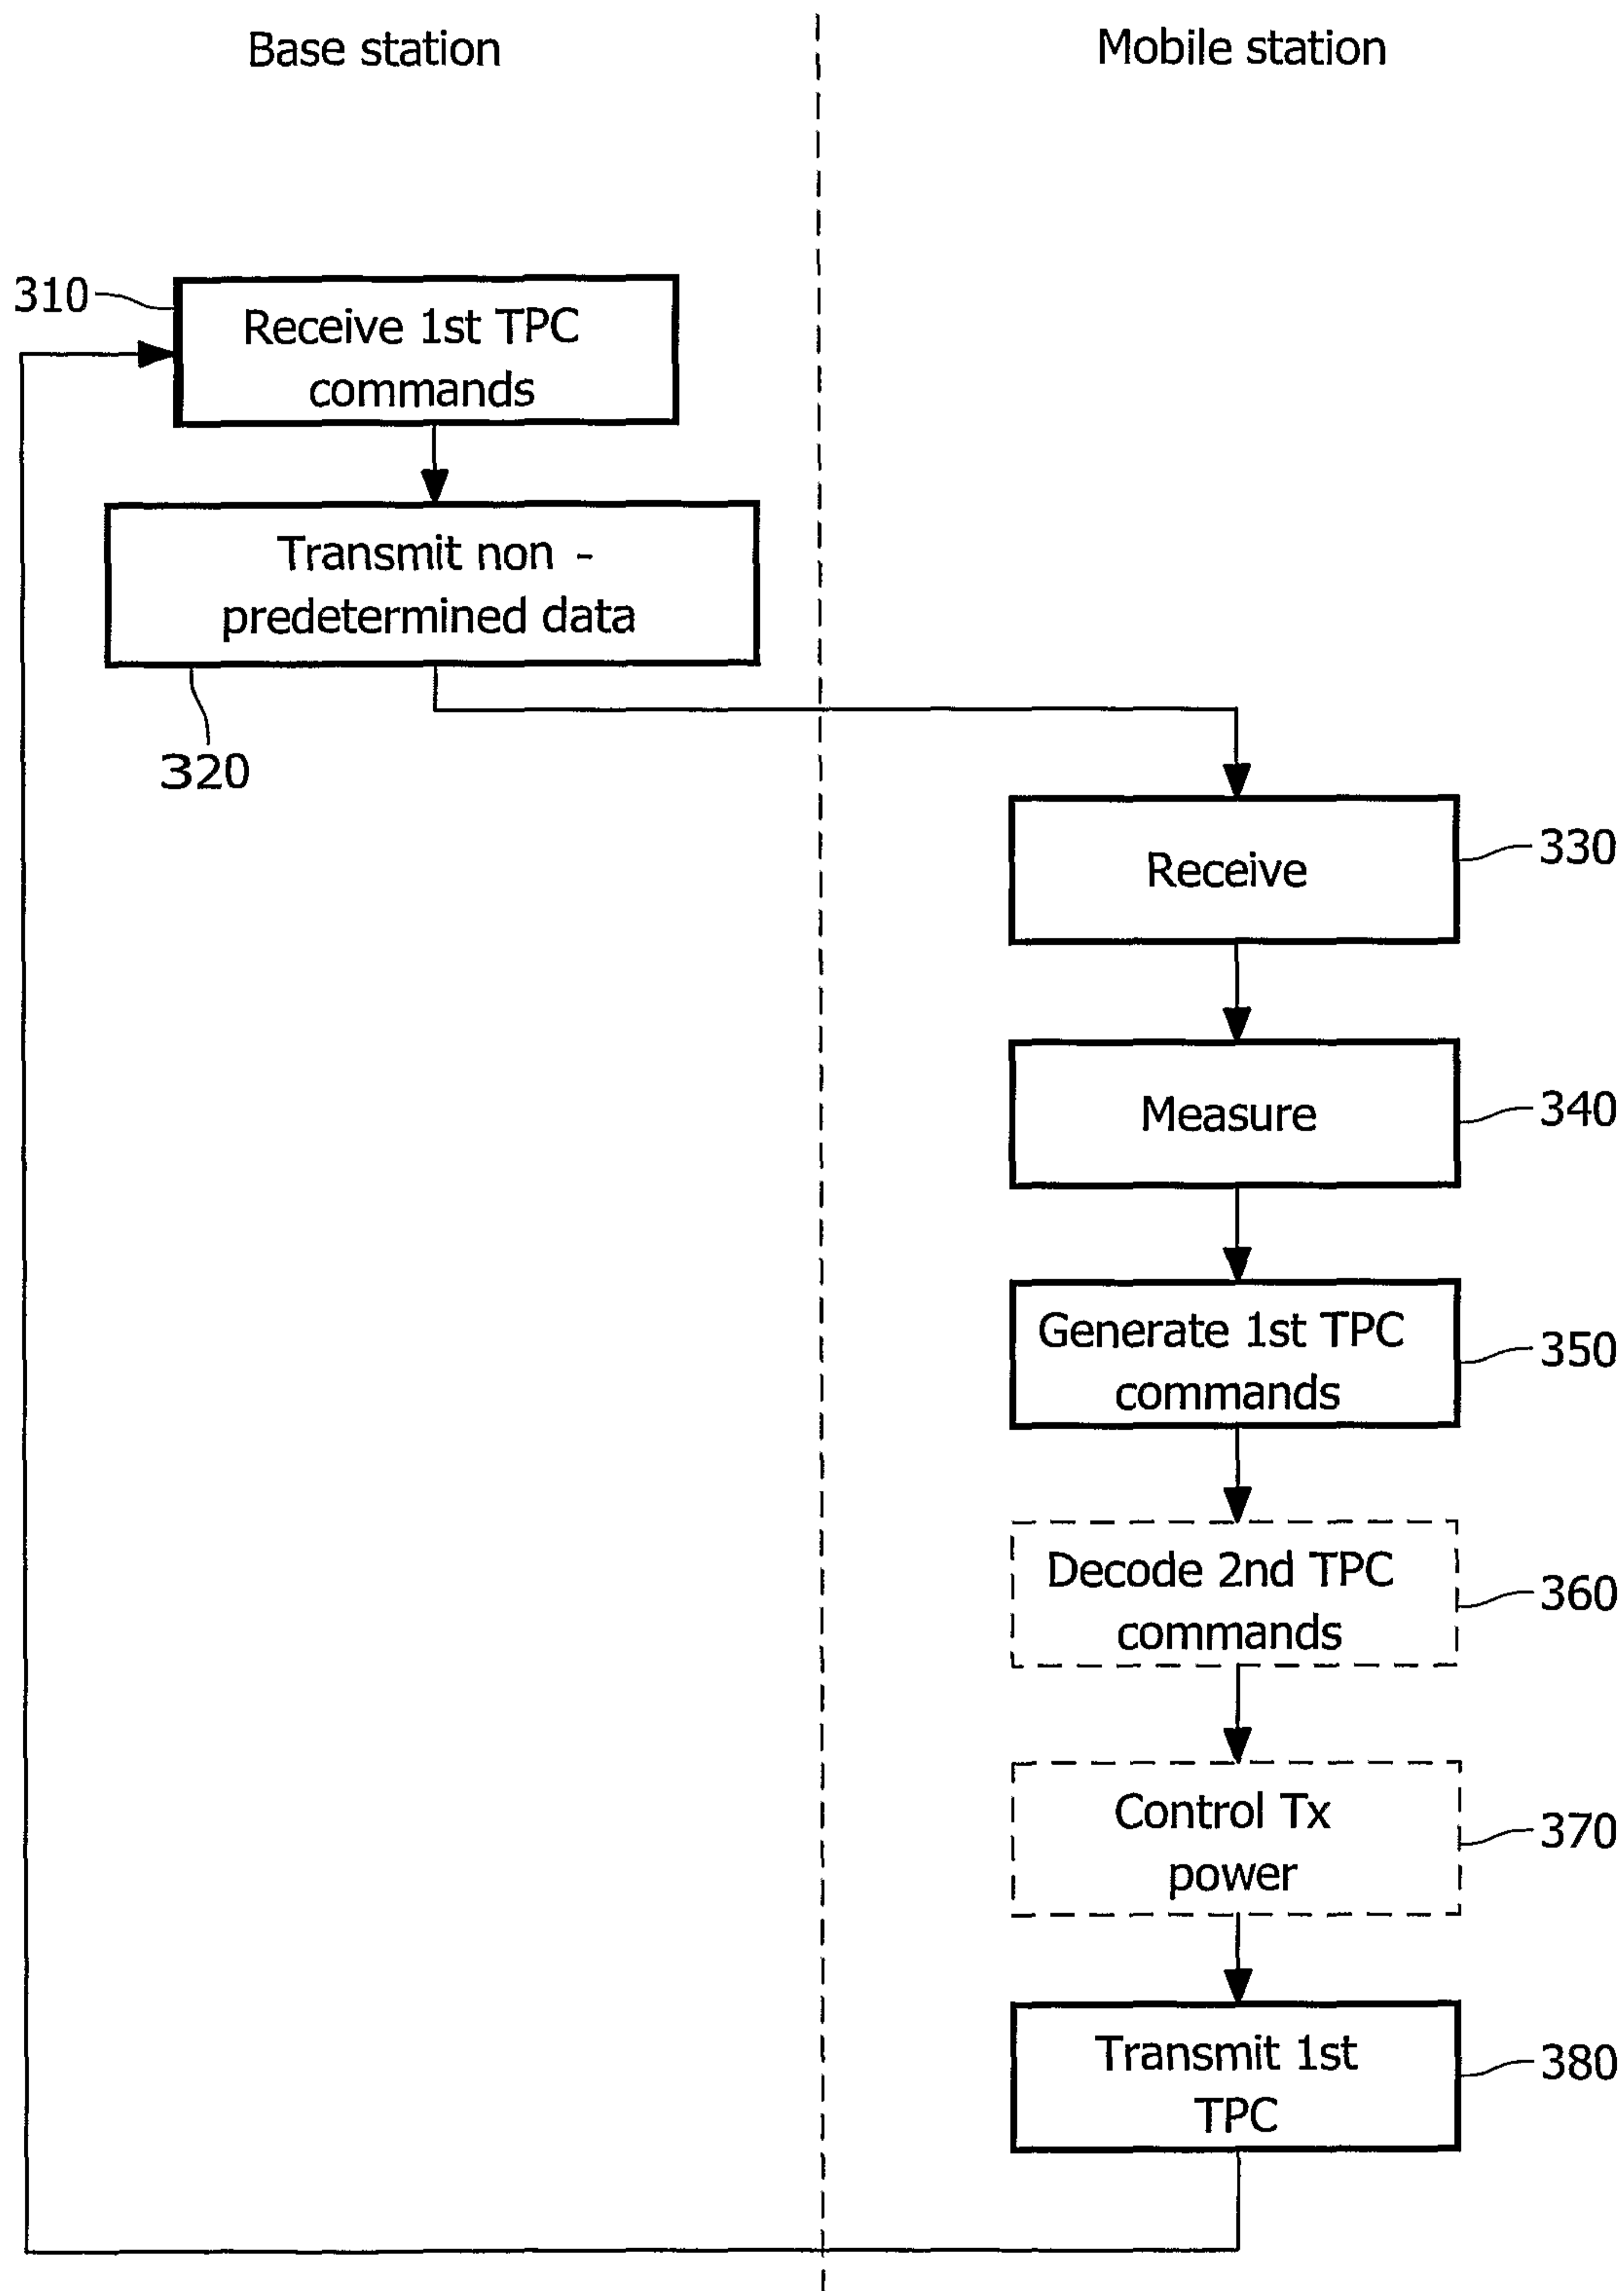 Base station
Mobile station
310
Receive 1st TPC
commands
Transmit non -
predetermined data
320
Receive
330
Measure
340
Generate 1st TPC
commands
350
Decode 2nd TPC
commands
360
Control Tx
power
370
Transmit 1st
TPC
380